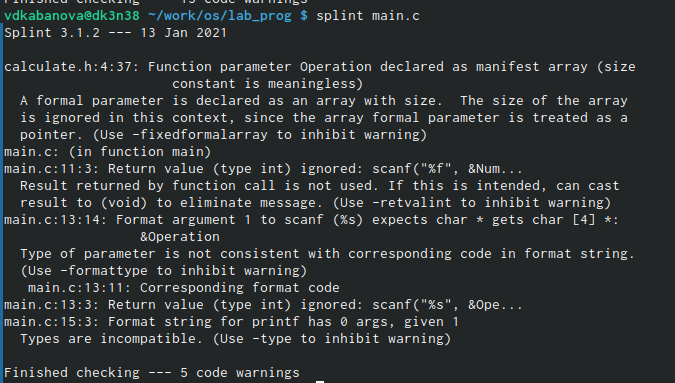 Finished checking --- 15 code warnings
vdkabanova@dk3n38 ~/work/os/lab_prog $ splint main.c
Splint 3.1.2 --- 13 Jan 2021

calculate.h:4:37: Function parameter Operation declared as manifest array (size
                     constant is meaningless)
  A formal parameter is declared as an array with size.  The size of the array
  is ignored in this context, since the array formal parameter is treated as a
  pointer. (Use -fixedformalarray to inhibit warning)
main.c: (in function main)
main.c:11:3: Return value (type int) ignored: scanf("%f", &Num...
  Result returned by function call is not used. If this is intended, can cast
  result to (void) to eliminate message. (Use -retvalint to inhibit warning)
main.c:13:14: Format argument 1 to scanf (%s) expects char * gets char [4] *:
                 &Operation
  Type of parameter is not consistent with corresponding code in format string.
  (Use -formattype to inhibit warning)
   main.c:13:11: Corresponding format code
main.c:13:3: Return value (type int) ignored: scanf("%s", &Ope...
main.c:15:3: Format string for printf has 0 args, given 1
  Types are incompatible. (Use -type to inhibit warning)

Finished checking --- 5 code warnings